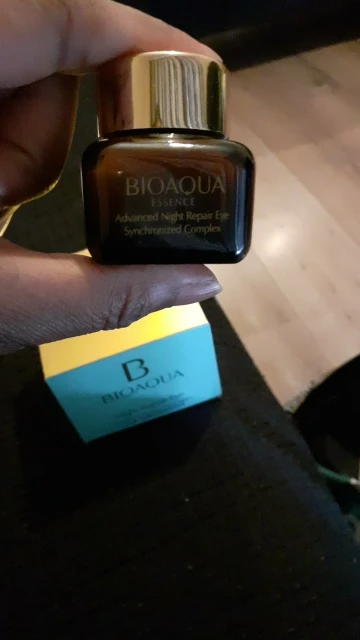 BIOAQUA
ESSENCE
Advanced Night Repair Eye
Synchronized Complex
B
BIOAQUA